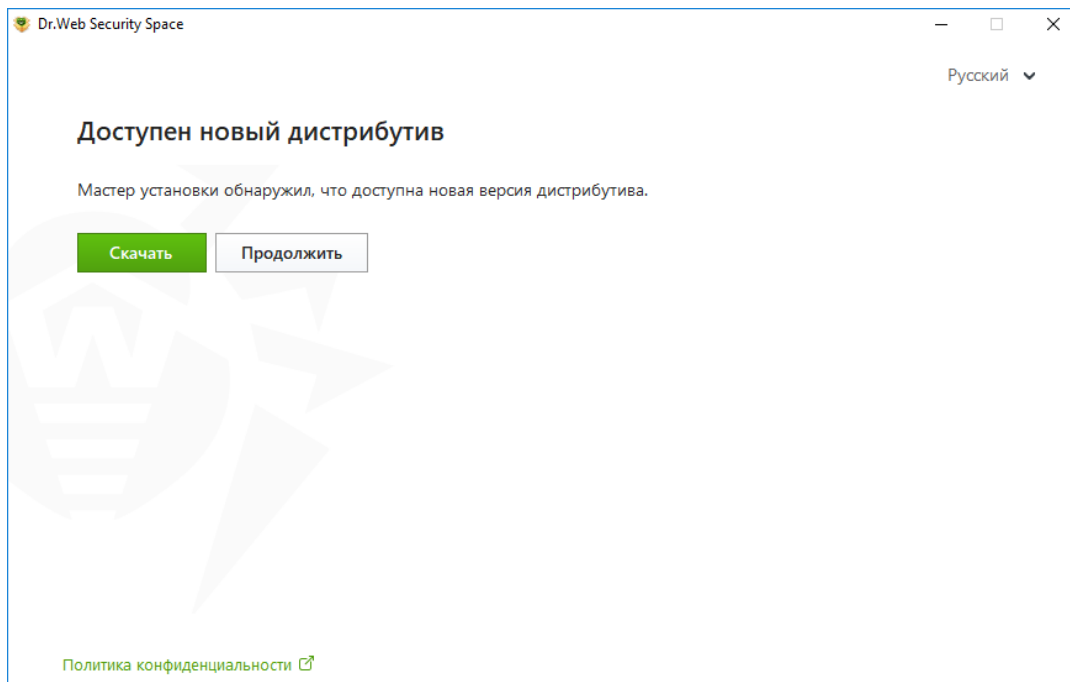 Dr.Web Security Space
Русский
Доступен новый дистрибутив
Мастер установки обнаружил, что доступна новая версия дистрибутива.
Скачать
Продолжить
Политика конфиденциальности